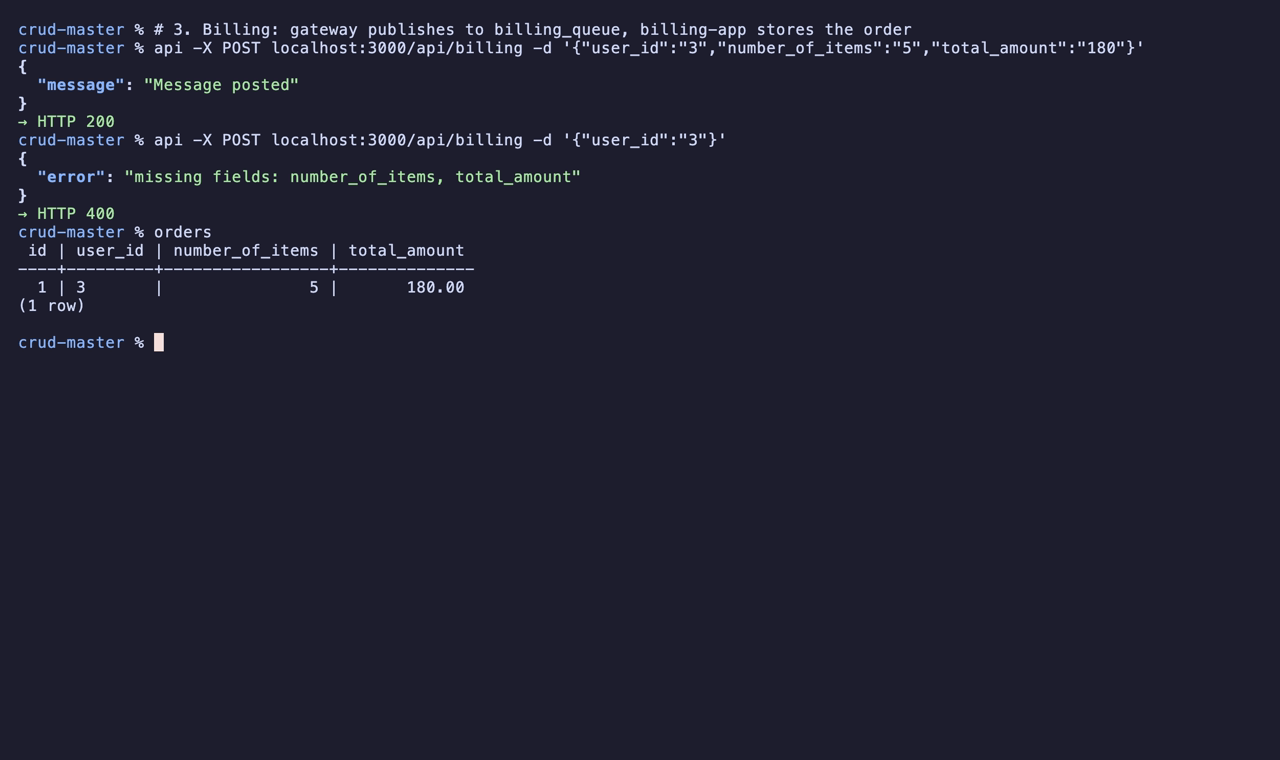 crud-master % # 3. Billing: gateway publishes to billing_queue, billing-app stores the order
crud-master % api -X POST localhost:3000/api/billing -d '{"user_id":"3","number_of_items":"5","total_amount":"180"}'
{
  "message": "Message posted"
}
→ HTTP 200
crud-master % api -X POST localhost:3000/api/billing -d '{"user_id":"3"}'
{
  "error": "missing fields: number_of_items, total_amount"
}
→ HTTP 400
crud-master % orders
 id | user_id | number_of_items | total_amount
----+---------+-----------------+--------------
  1 | 3       |               5 |       180.00
(1 row)

crud-master %